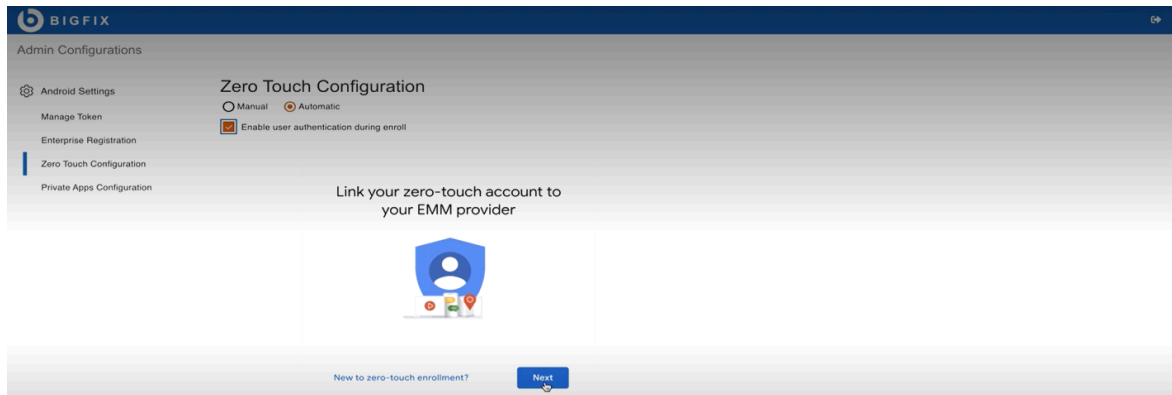 BIGFIX
Admin Configurations
Android Settings
Manage Token
Enterprise Registration
Zero Touch Configuration
Private Apps Configuration
Zero Touch Configuration
Manual Automatic
Enable user authentication during enroll
Link your zero-touch account to
your EMM provider
New to zero-touch enrollment? Next